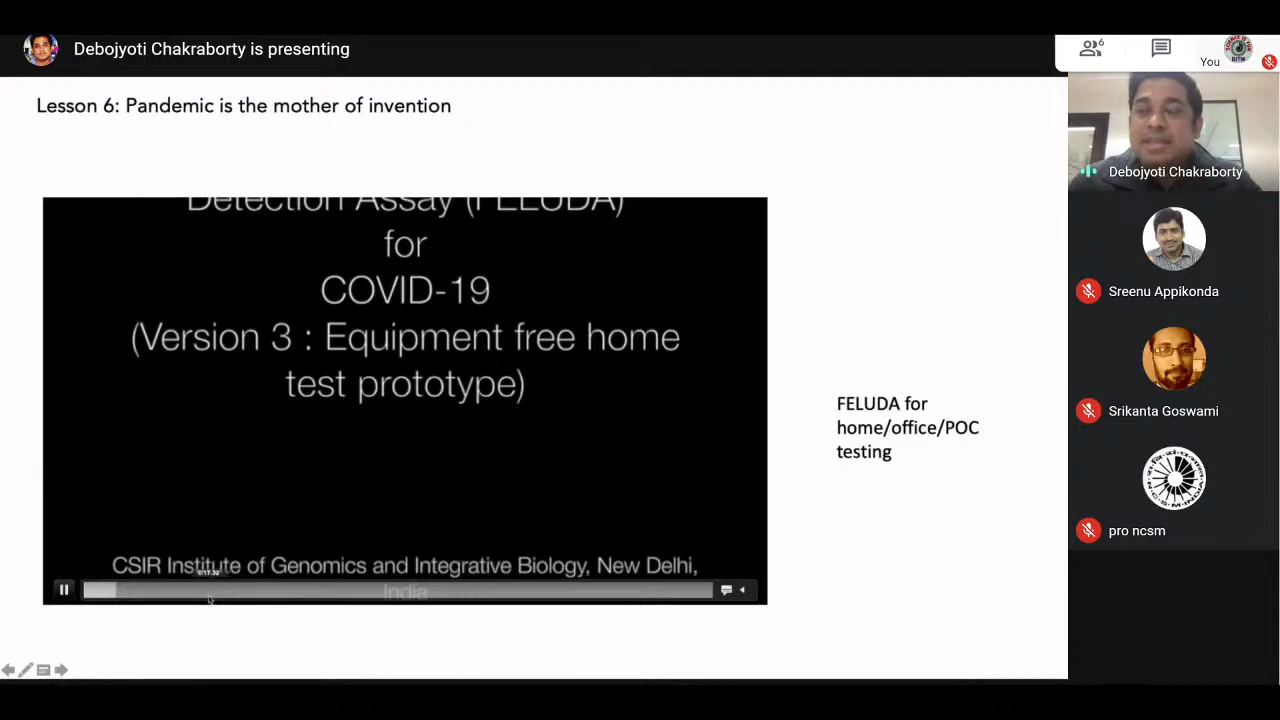 Debojyoti Chakraborty is presenting
6
You
Lesson 6: Pandemic is the mother of invention
Detection Assay (FELUDA)
for
COVID-19
(Version 3 : Equipment free home
test prototype)
CSIR Institute of Genomics and Integrative Biology, New Delhi,
India
FELUDA for
home/office/POC
testing
Debojyoti Chakraborty
Sreenu Appikonda
Srikanta Goswami
pro ncsm